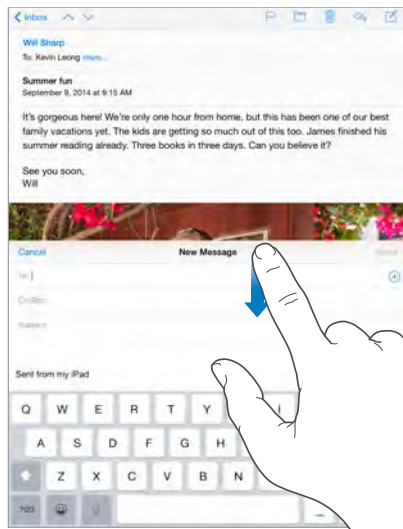 Inbox
Will Sharp
To: Kevin Leong more...
Summer fun
September 9, 2014 at 9:15 AM
It's gorgeous here! We're only one hour from home, but this has been one of our best
family vacations yet. The kids are getting so much out of this too. James finished his
summer reading already. Three books in three days. Can you believe it?
See you soon,
Will
Cancel New Message Send
To:
Cc/Bcc:
Subject:
Sent from my iPad
Q W E R T Y I
A S D F G H
Z X C V B N
.?123